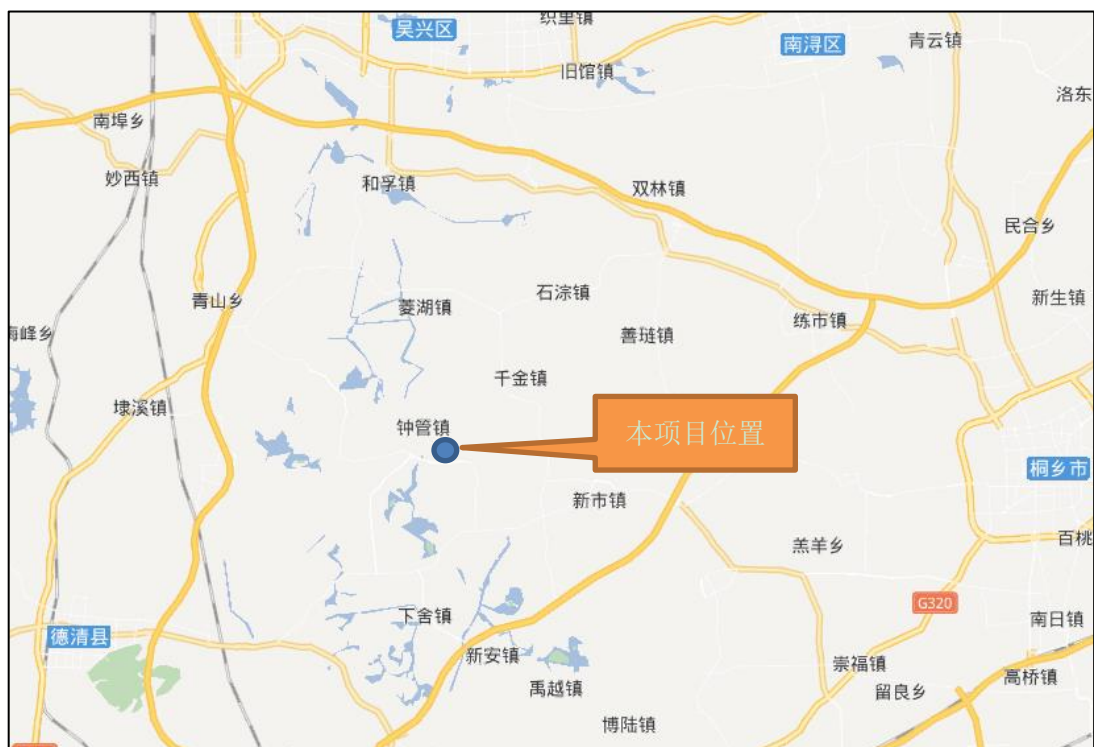 织里镇
吴兴区
南浔区
青云镇
旧馆镇
洛东
南埠乡
妙西镇
和孚镇
双林镇
民合乡
石淙镇
新生镇
青山乡
菱湖镇
练市镇
善琏镇
海峰乡
千金镇
埭溪镇
钟管镇
本项目位置
桐乡市
新市镇
百桃
羔羊乡
G320
下舍镇
南日镇
德清县
新安镇
崇福镇
高桥镇
禹越镇
留良乡
博陆镇